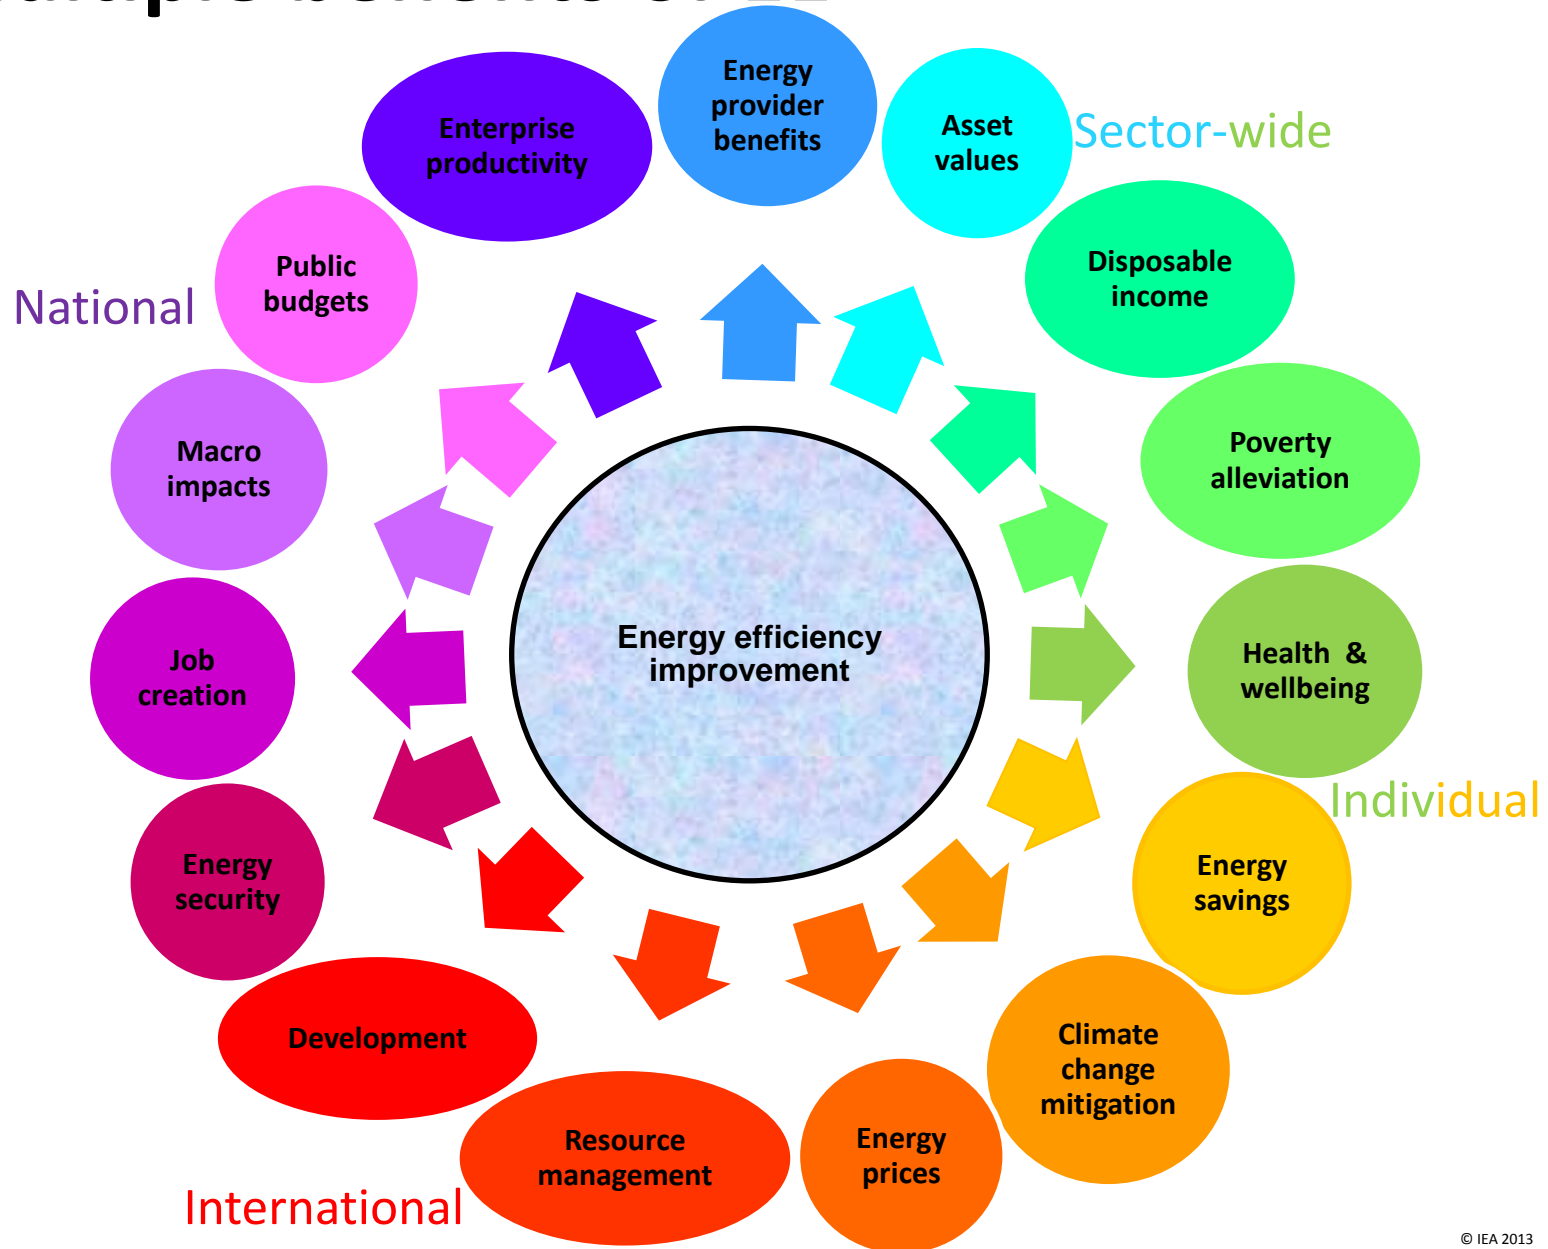 benefits of
Energy
provider
benefits
Asset
values
Sector-wide
Enterprise
productivity
Disposable
income
Public
budgets
National
Poverty
alleviation
Macro
impacts
Energy efficiency
improvement
Health &
wellbeing
Job
creation
Individual
Energy
savings
Energy
security
Climate
change
mitigation
Development
Energy
prices
Resource
management
International
© IEA 2013